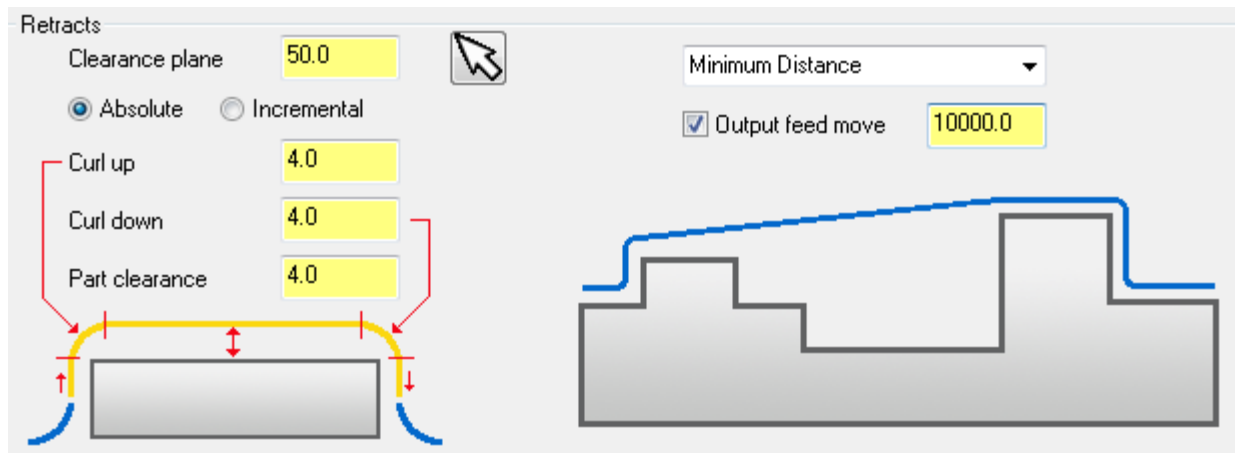 Retracts
Clearance plane 50.0
Minimum Distance
Absolute Incremental
Output feed move 10000.0
Curl up 4.0
Curl down 4.0
Part clearance 4.0